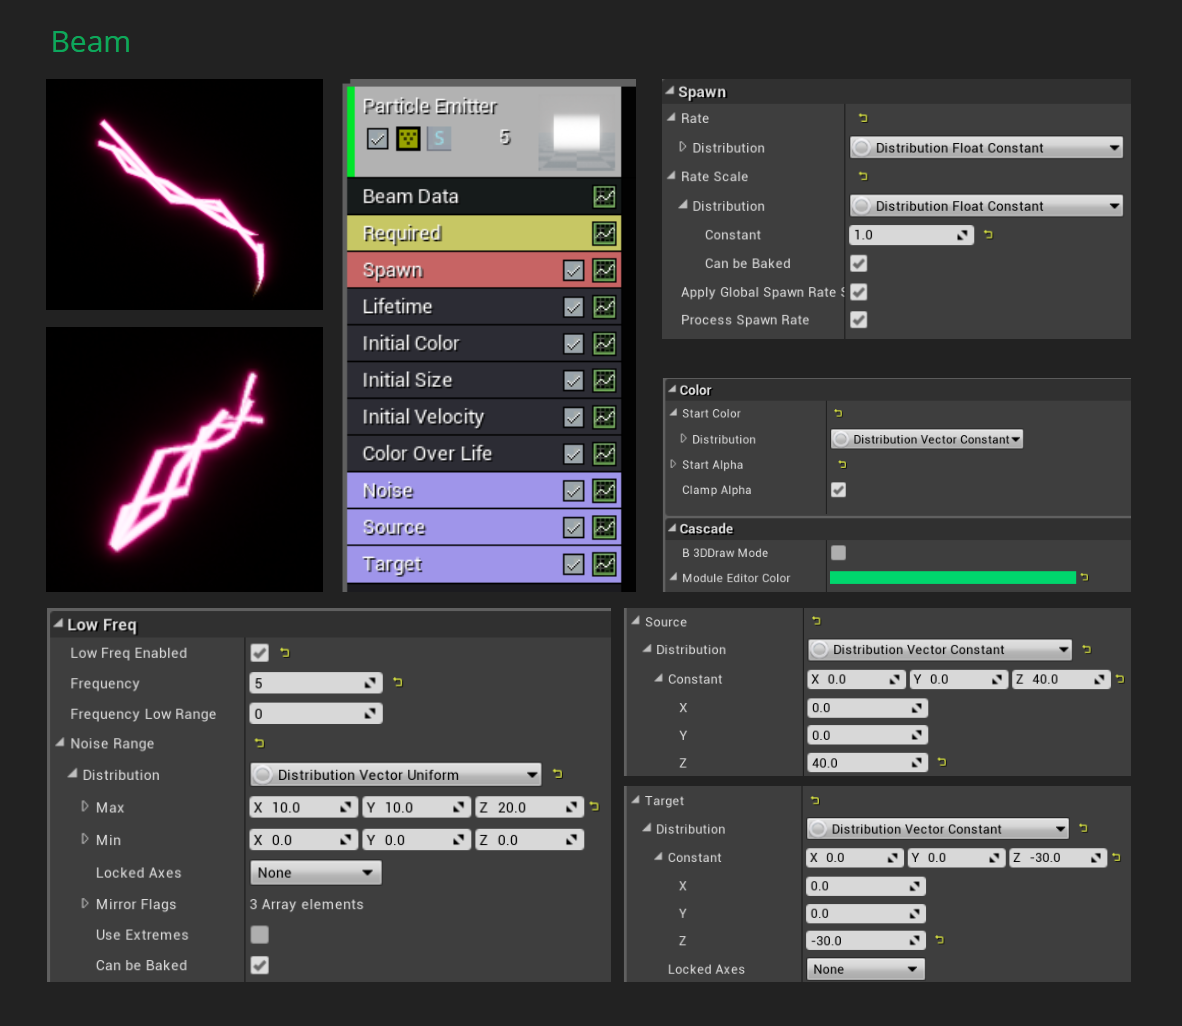 Beam
Particle Emitter
S 5
Beam Data
Required
Spawn
Lifetime
Initial Color
Initial Size
Initial Velocity
Color Over Life
Noise
Source
Target
Spawn
Rate
Distribution Distribution Float Constant
Rate Scale
Distribution Distribution Float Constant
Constant 1.0
Can be Baked
Apply Global Spawn Rate S
Process Spawn Rate
Color
Start Color
Distribution Distribution Vector Constant
Start Alpha
Clamp Alpha
Cascade
B 3DDraw Mode
Module Editor Color
Low Freq
Low Freq Enabled
Frequency 5
Frequency Low Range 0
Noise Range
Distribution Distribution Vector Uniform
Max X 10.0 Y 10.0 Z 20.0
Min X 0.0 Y 0.0 Z 0.0
Locked Axes None
Mirror Flags 3 Array elements
Use Extremes
Can be Baked
Source
Distribution Distribution Vector Constant
Constant X 0.0 Y 0.0 Z 40.0
X 0.0
Y 0.0
Z 40.0
Target
Distribution Distribution Vector Constant
Constant X 0.0 Y 0.0 Z -30.0
X 0.0
Y 0.0
Z -30.0
Locked Axes None